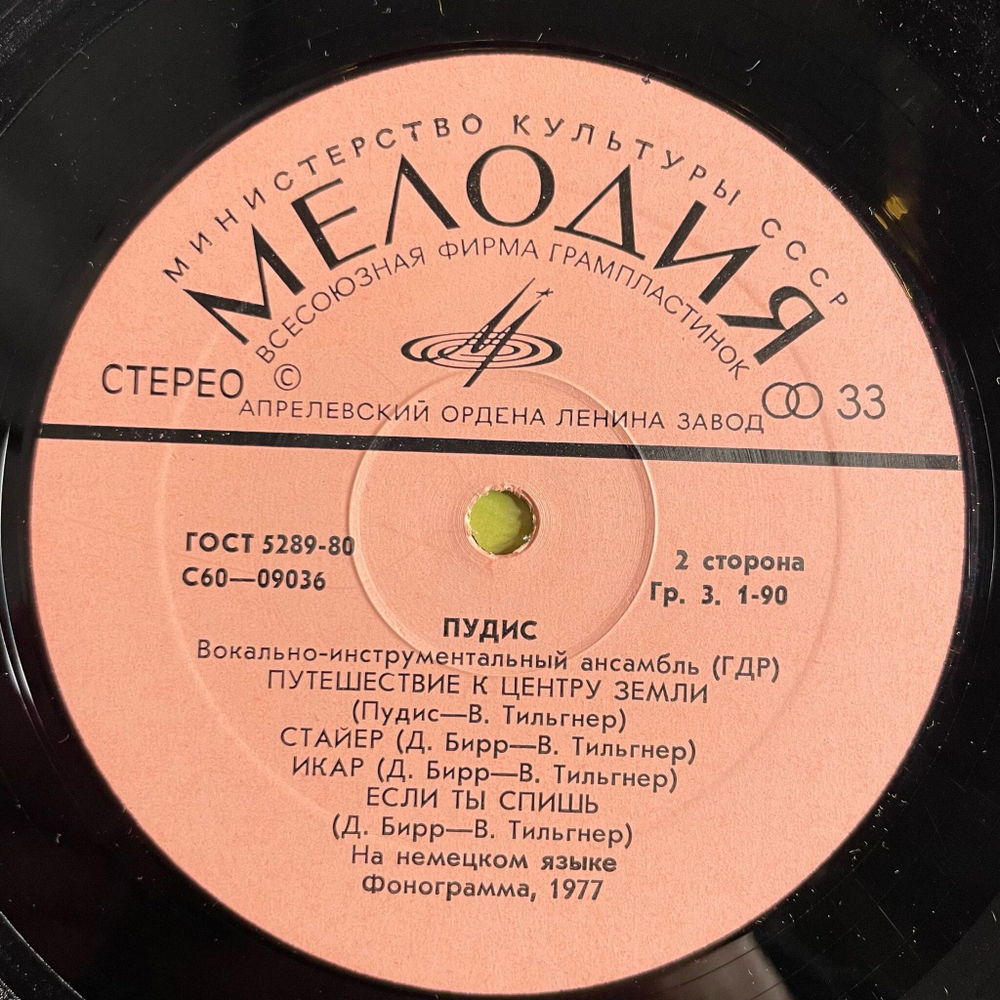 МИНИСТЕРСТВО КУЛЬТУРЫ СССР
МЕЛОДИЯ
ВСЕСОЮЗНАЯ ФИРМА ГРАМПЛАСТИНОК
СТЕРЕО © 33
АПРЕЛЕВСКИЙ ОРДЕНА ЛЕНИНА ЗАВОД
ГОСТ 5289-80
С60—09036
2 сторона
Гр. 3. 1-90
ПУДИС
Вокально-инструментальный ансамбль (ГДР)
ПУТЕШЕСТВИЕ К ЦЕНТРУ ЗЕМЛИ
(Пудис—В. Тильгнер)
СТАЙЕР (Д. Бирр—В. Тильгнер)
ИКАР (Д. Бирр—В. Тильгнер)
ЕСЛИ ТЫ СПИШЬ
(Д. Бирр—В. Тильгнер)
На немецком языке
Фонограмма, 1977